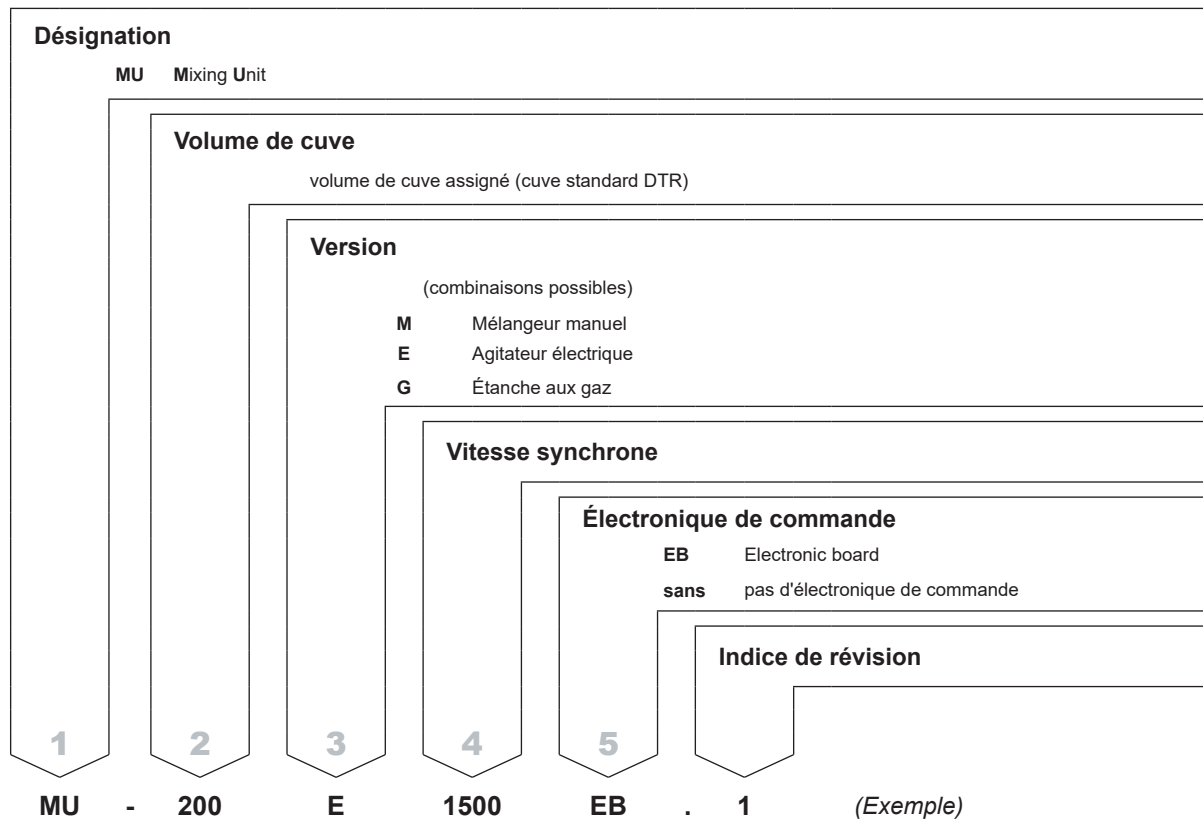 Désignation
MU Mixing Unit
Volume de cuve
volume de cuve assigné (cuve standard DTR)
Version
(combinaisons possibles)
M Mélangeur manuel
E Agitateur électrique
G Étanche aux gaz
Vitesse synchrone
Électronique de commande
EB Electronic board
sans pas d'électronique de commande
Indice de révision
1 2 3 4 5
MU - 200 E 1500 EB . 1 (Exemple)